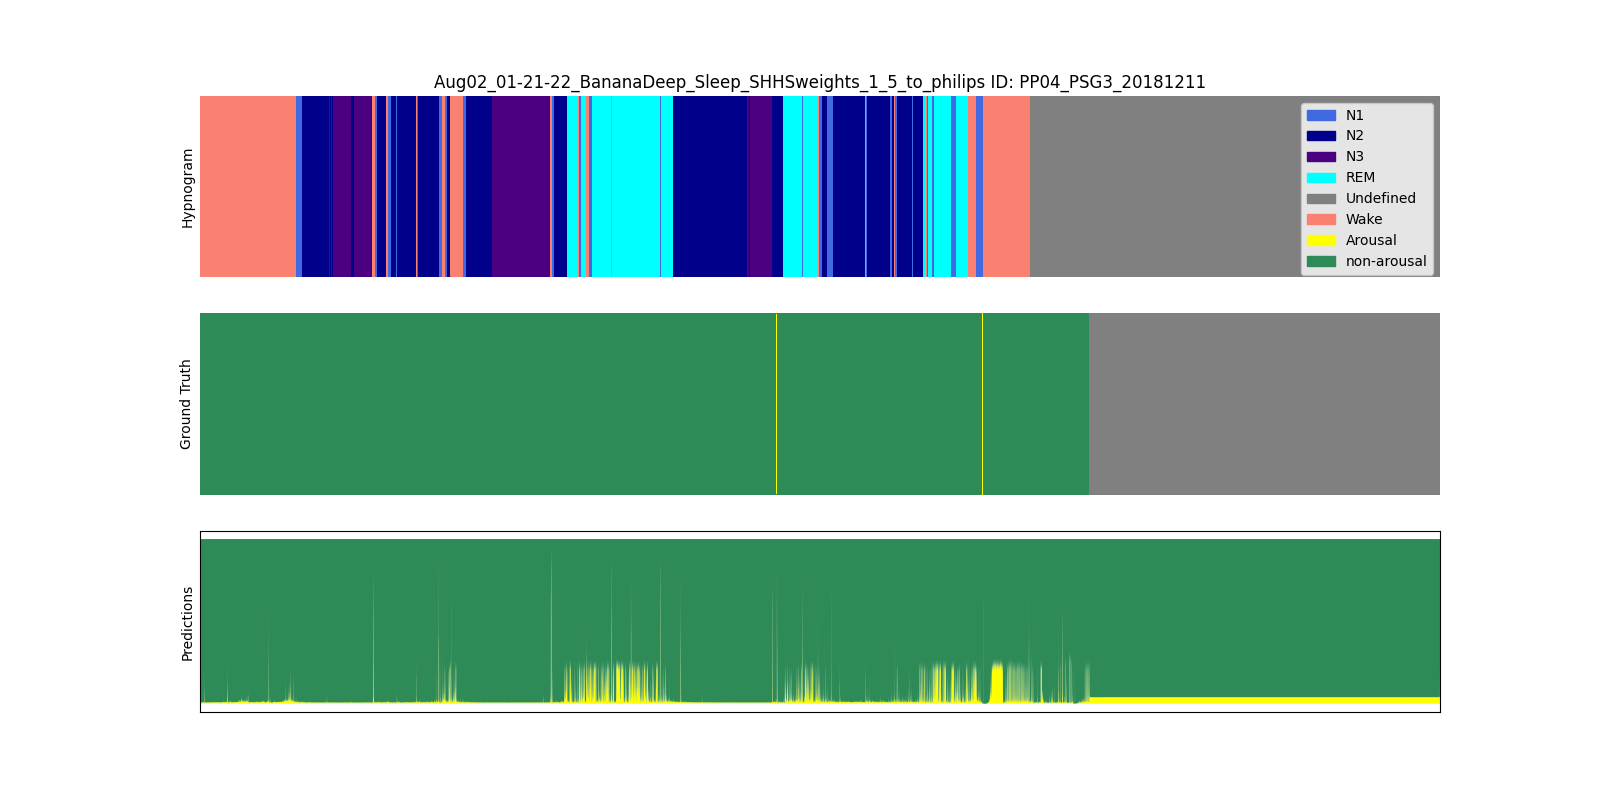 Aug02_01-21-22_BananaDeep_Sleep_SHHSweights_1_5_to_philips ID: PP04_PSG3_20181211
Hypnogram
N1
N2
N3
REM
Undefined
Wake
Arousal
non-arousal
Ground Truth
Predictions